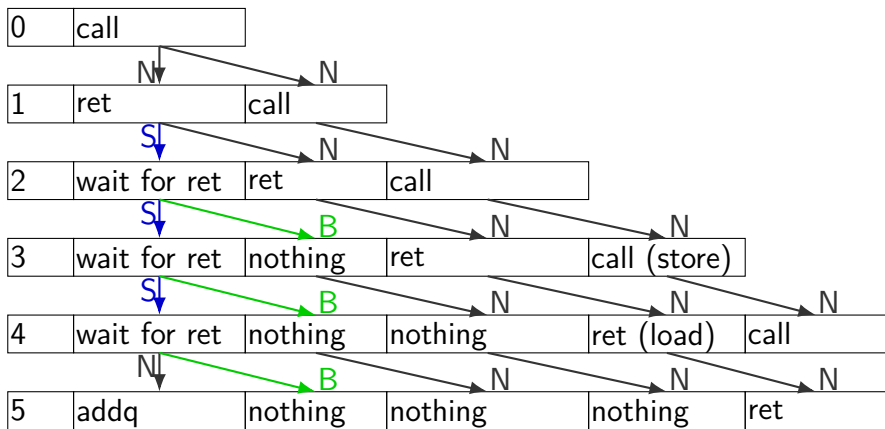 0 call
N N
1 ret call
S N N
2 wait for ret ret call
S B N N
3 wait for ret nothing ret call (store)
S B N N N
4 wait for ret nothing nothing ret (load) call
N B N N N
5 addq nothing nothing nothing ret